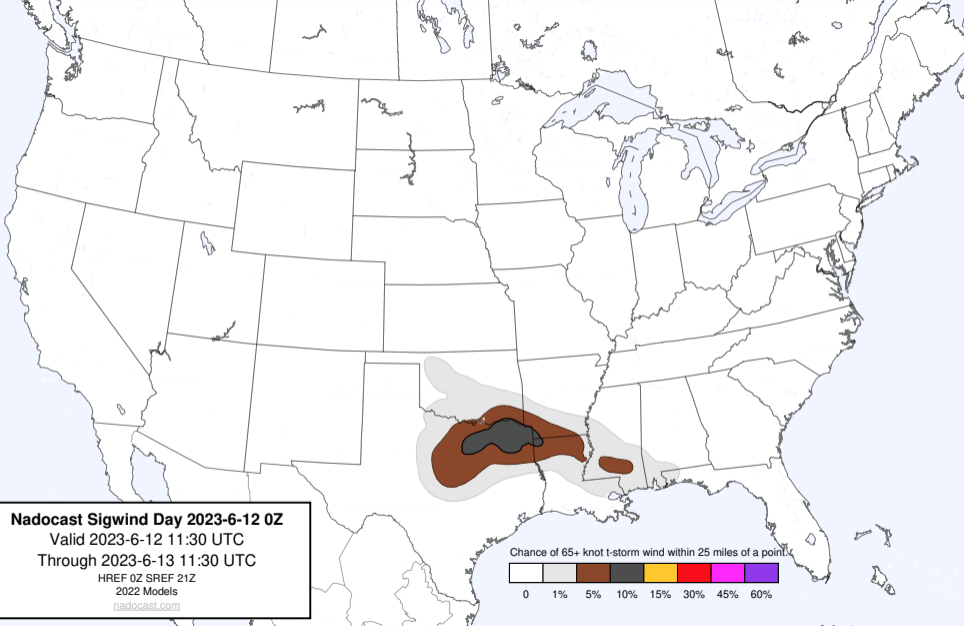 Nadocast Sigwind Day 2023-6-12 0Z
Valid 2023-6-12 11:30 UTC
Through 2023-6-13 11:30 UTC
HREF 0Z SREF 21Z
2022 Models
nadocast.com
Chance of 65+ knot t-storm wind within 25 miles of a point.
0 1% 5% 10% 15% 30% 45% 60%